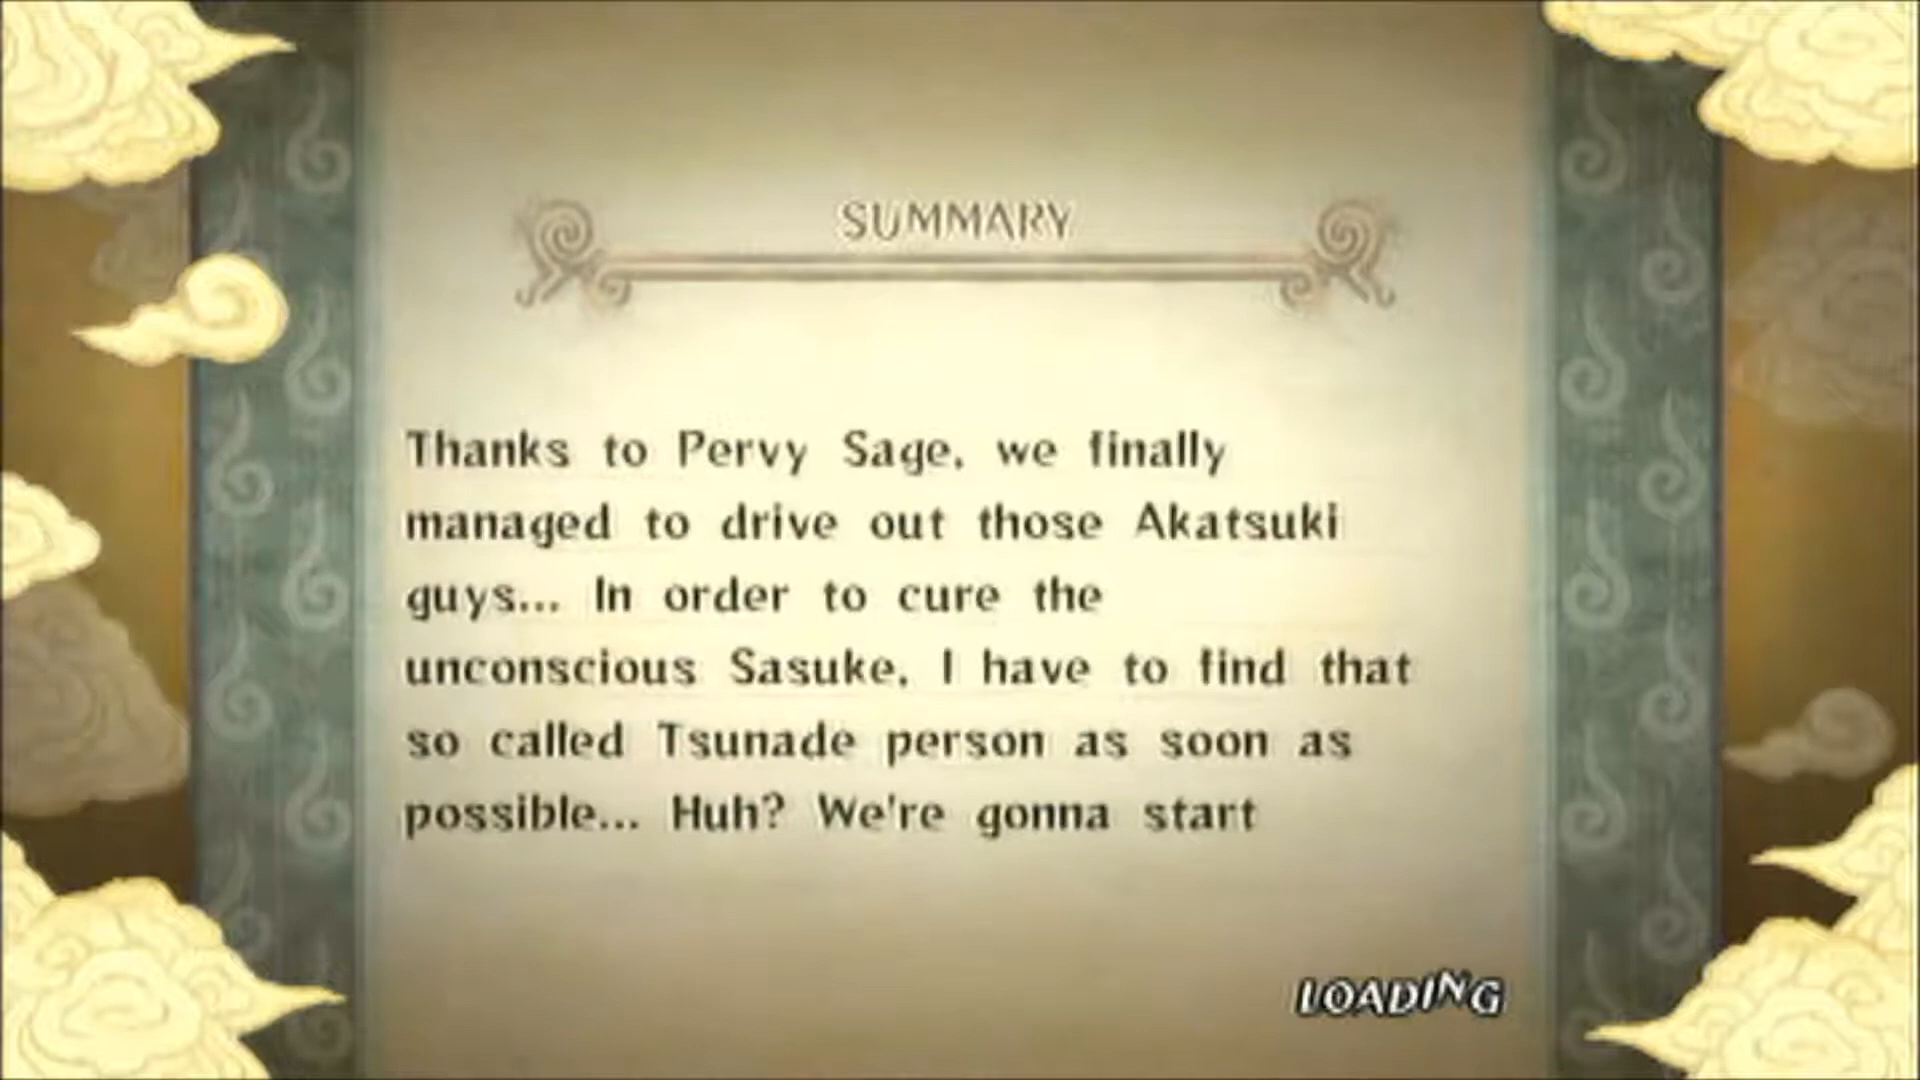 SUMMARY
Thanks to Pervy Sage, we finally
managed to drive out those Akatsuki
guys... In order to cure the
unconscious Sasuke, I have to find that
so called Tsunade person as soon as
possible... Huh? We're gonna start
LOADING